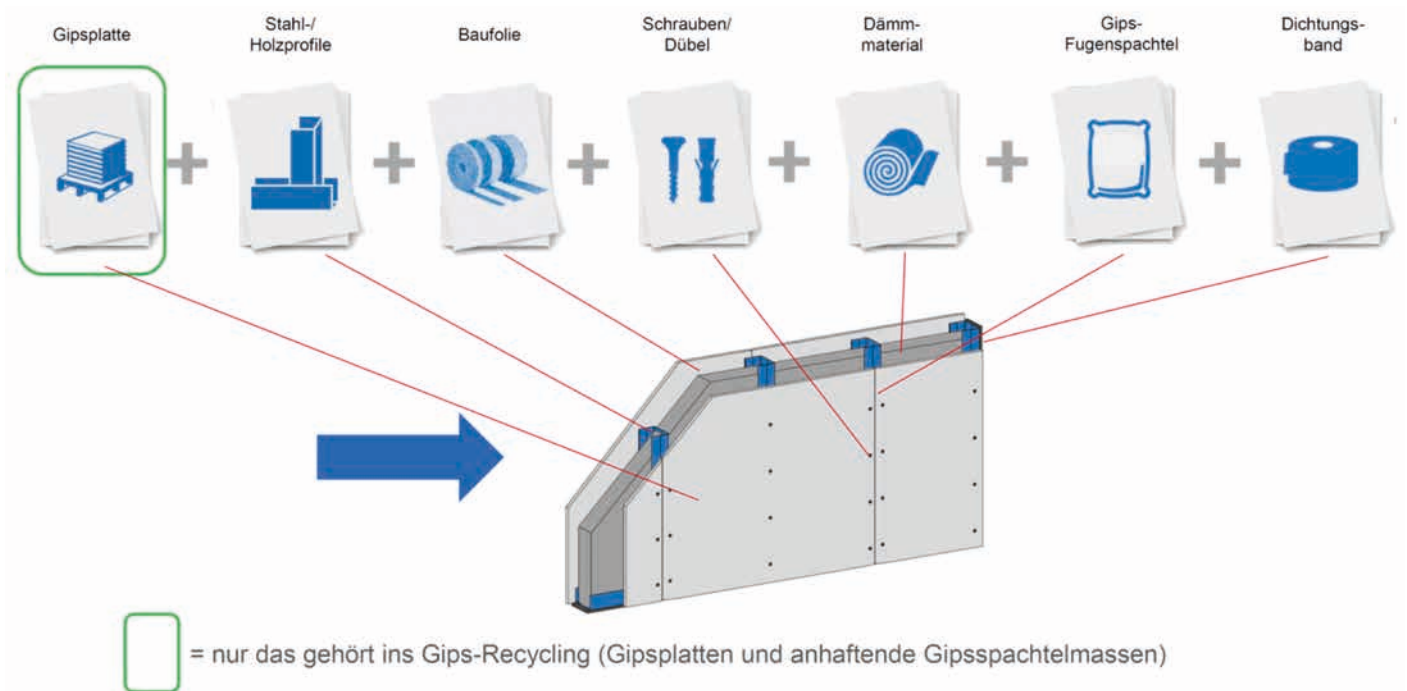 Gipsplatte
Stahl-/
Holzprofile
Baufolie
Schrauben/
Dübel
Dämm-
material
Gips-
Fugenspachtel
Dichtungs-
band
= nur das gehört ins Gips-Recycling (Gipsplatten und anhaftende Gipsspachtelmassen)